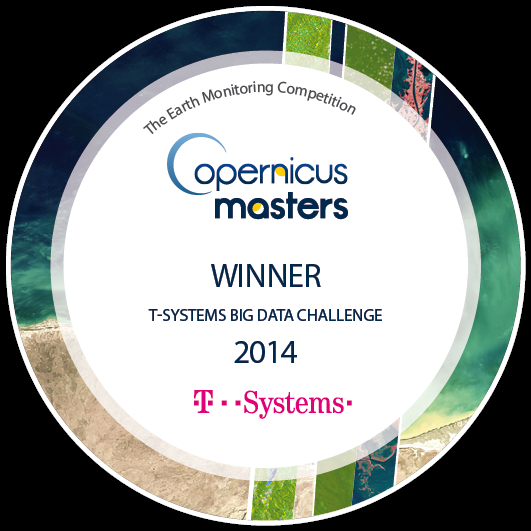 The Earth Monitoring Competition
Copernicus
masters
WINNER
T-SYSTEMS BIG DATA CHALLENGE
2014
T··Systems·